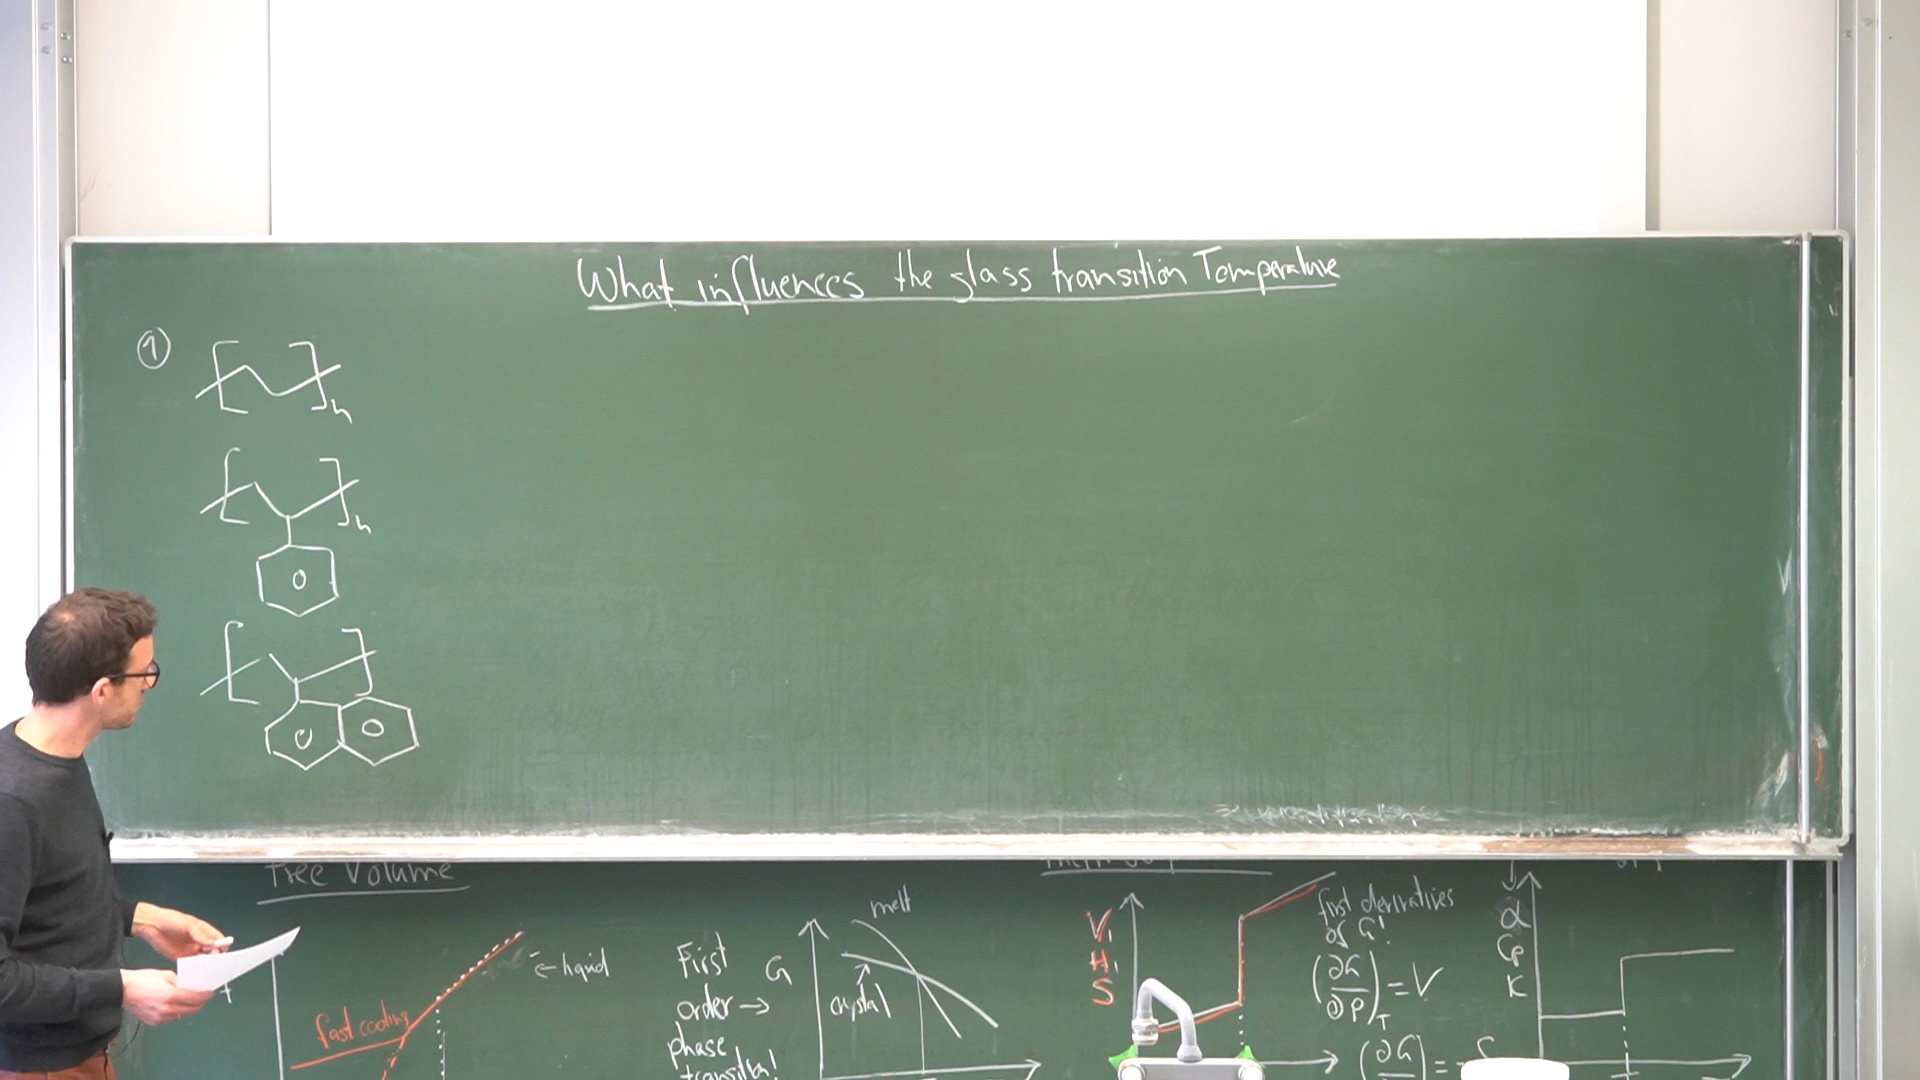 What influences the glass transition Temperature
①
n
n
Free Volume
liquid
fast cooling
First
order →
phase
transition!
G
melt
crystal
V,
H,
S
first derivatives
of G!
(∂G/∂P)T = V
α
Cp
K